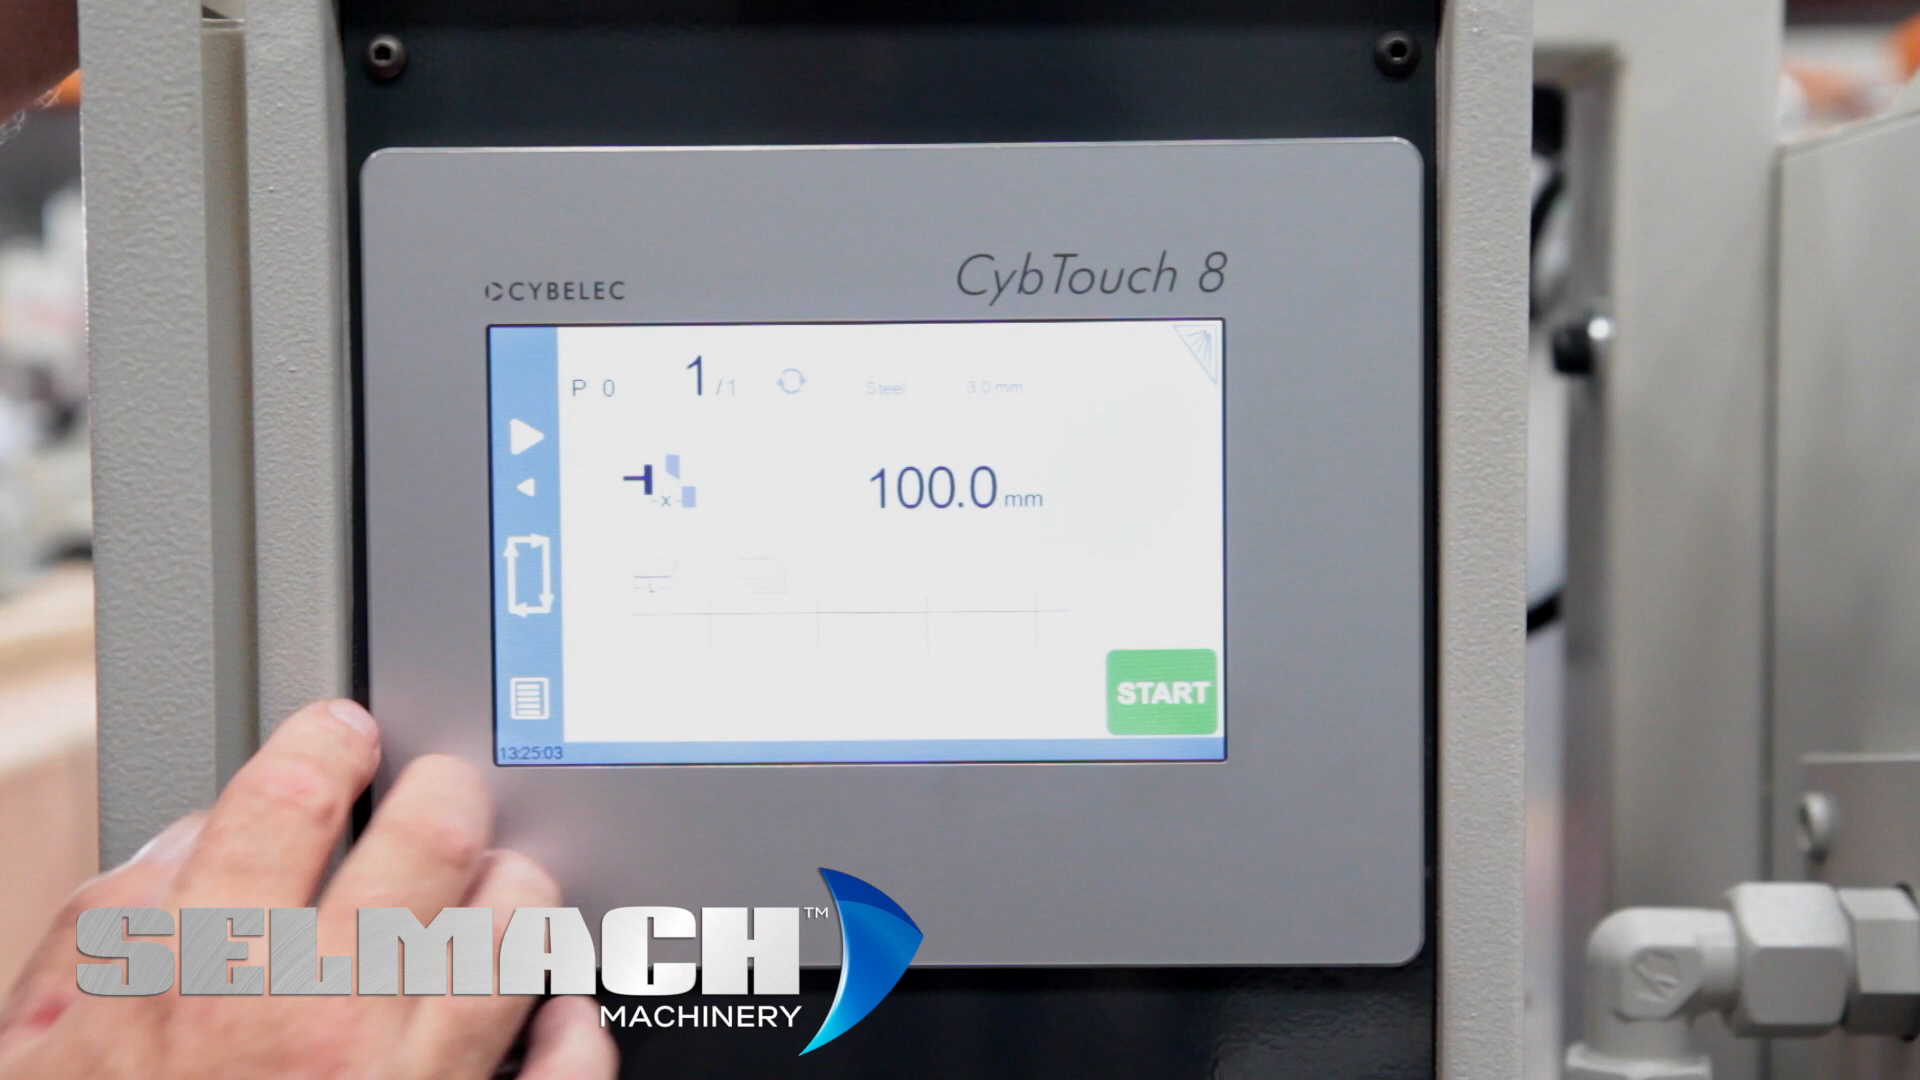 CYBELEC
CybTouch 8
P 0 1/1 Steel 3.0 mm
X
100.0 mm
L
START
13:25:03
SELMACH™
MACHINERY